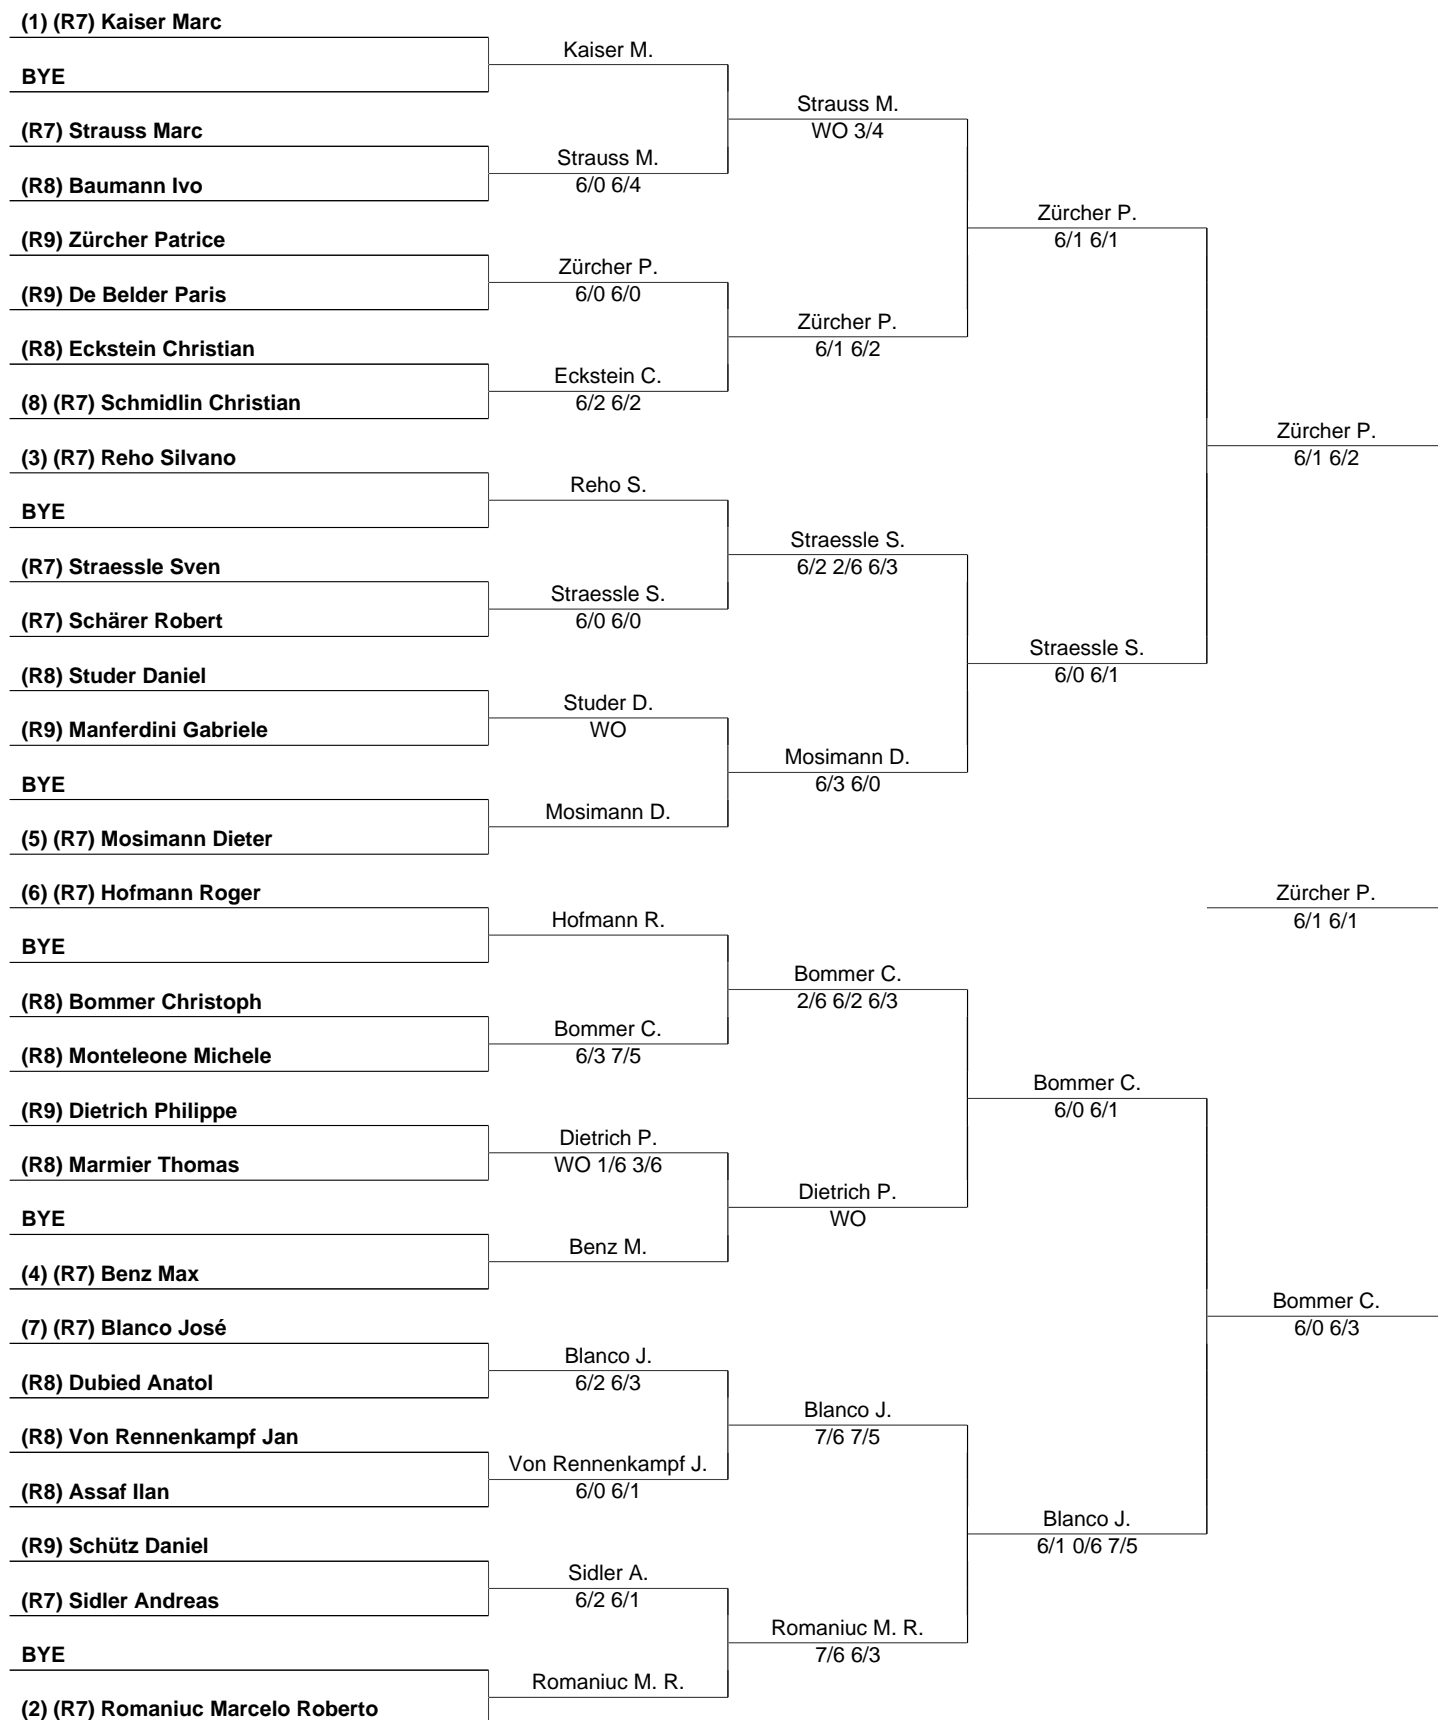 (1) (R7) Kaiser Marc
Kaiser M.
BYE
Strauss M.
WO 3/4
(R7) Strauss Marc
Strauss M.
6/0 6/4
(R8) Baumann Ivo
Zürcher P.
6/1 6/1
(R9) Zürcher Patrice
Zürcher P.
6/0 6/0
(R9) De Belder Paris
Zürcher P.
6/1 6/2
(R8) Eckstein Christian
Eckstein C.
6/2 6/2
(8) (R7) Schmidlin Christian
Zürcher P.
6/1 6/2
(3) (R7) Reho Silvano
Reho S.
BYE
Straessle S.
6/2 2/6 6/3
(R7) Straessle Sven
Straessle S.
6/0 6/0
(R7) Schärer Robert
Straessle S.
6/0 6/1
(R8) Studer Daniel
Studer D.
WO
(R9) Manferdini Gabriele
Mosimann D.
6/3 6/0
BYE
Mosimann D.
(5) (R7) Mosimann Dieter
(6) (R7) Hofmann Roger
Zürcher P.
6/1 6/1
Hofmann R.
BYE
Bommer C.
2/6 6/2 6/3
(R8) Bommer Christoph
Bommer C.
6/3 7/5
(R8) Monteleone Michele
Bommer C.
6/0 6/1
(R9) Dietrich Philippe
Dietrich P.
WO 1/6 3/6
(R8) Marmier Thomas
Dietrich P.
WO
BYE
Benz M.
(4) (R7) Benz Max
Bommer C.
6/0 6/3
(7) (R7) Blanco José
Blanco J.
6/2 6/3
(R8) Dubied Anatol
Blanco J.
7/6 7/5
(R8) Von Rennenkampf Jan
Von Rennenkampf J.
6/0 6/1
(R8) Assaf Ilan
Blanco J.
6/1 0/6 7/5
(R9) Schütz Daniel
Sidler A.
6/2 6/1
(R7) Sidler Andreas
Romaniuc M. R.
7/6 6/3
BYE
Romaniuc M. R.
(2) (R7) Romaniuc Marcelo Roberto